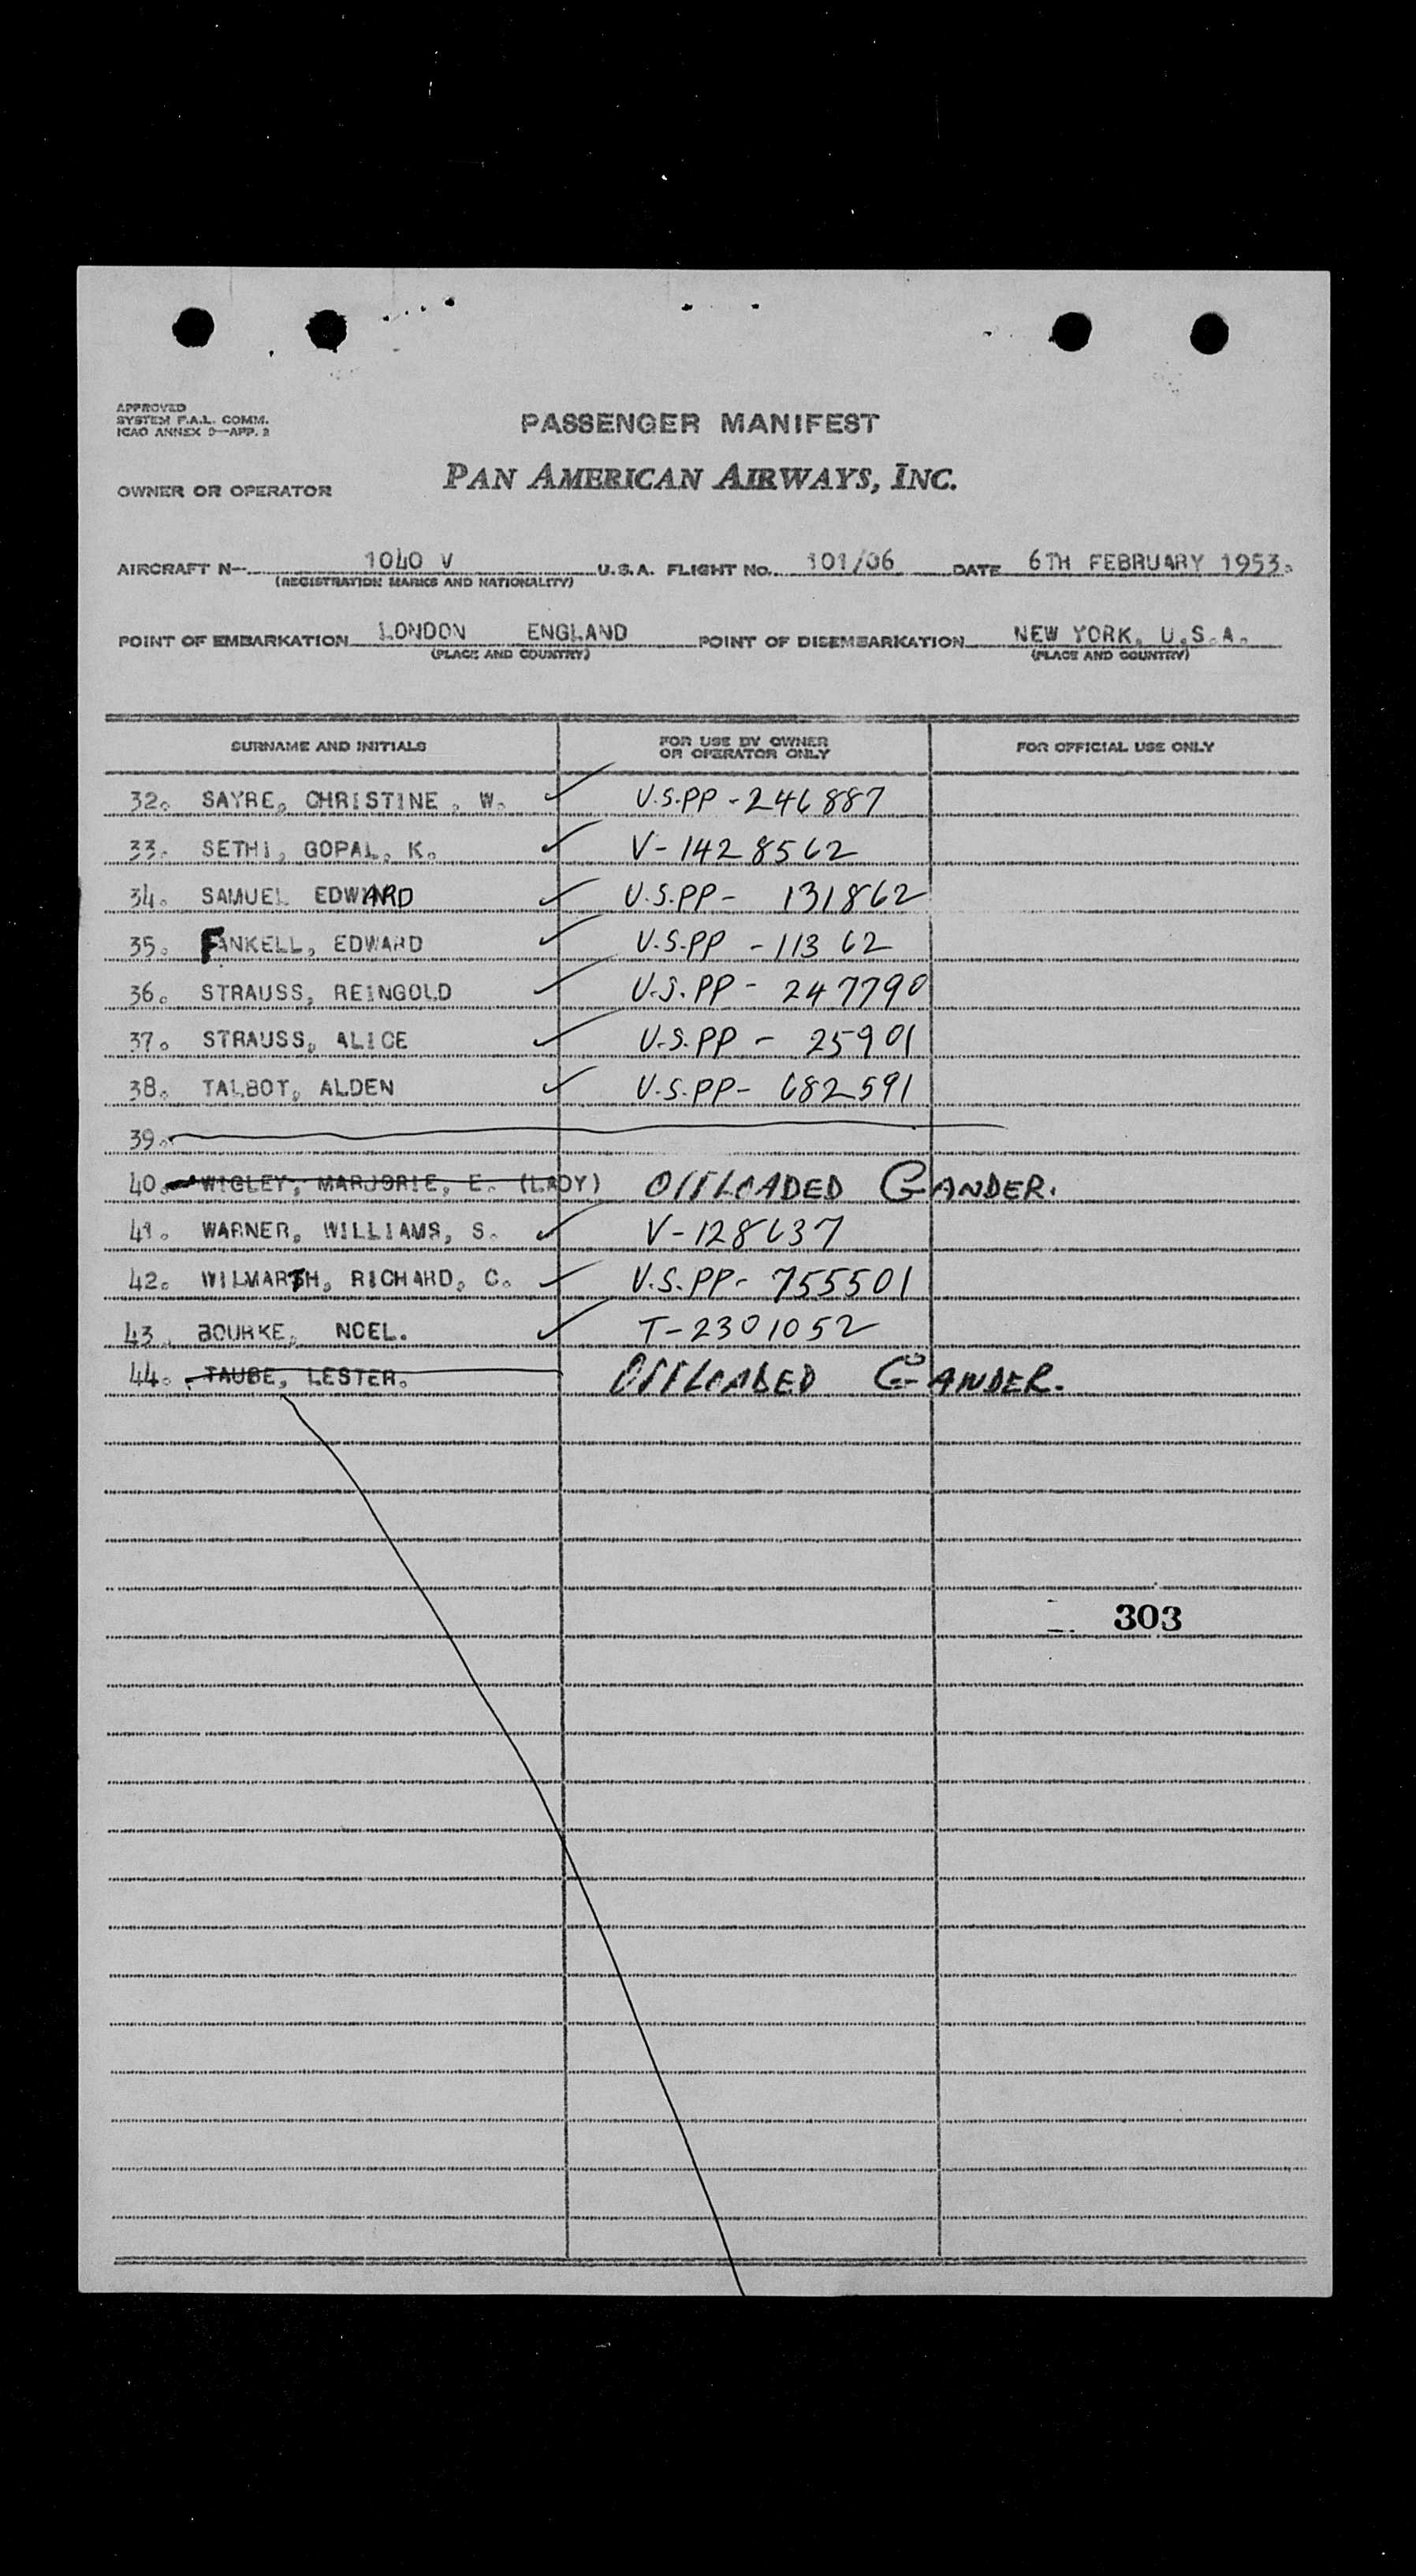 APPROVED
SYSTEM F.A.L. COMM.
ICAO ANNEX 9—APP. 2
PASSENGER MANIFEST
OWNER OR OPERATOR PAN AMERICAN AIRWAYS, INC.
AIRCRAFT N- 1040 V U.S.A. FLIGHT NO. 101/06 DATE 6TH FEBRUARY 1953.
(REGISTRATION MARKS AND NATIONALITY)
POINT OF EMBARKATION LONDON ENGLAND POINT OF DISEMBARKATION NEW YORK, U.S.A.
(PLACE AND COUNTRY) (PLACE AND COUNTRY)
SURNAME AND INITIALS FOR USE BY OWNER OR OPERATOR ONLY FOR OFFICIAL USE ONLY
32. SAYRE, CHRISTINE, W. ✓ U.S.PP - 246887
33. SETHI, GOPAL, K. ✓ V-1428562
34. SAMUEL EDWARD ✓ U.S.PP- 131862
35. FANKELL, EDWARD ✓ U.S.PP - 11362
36. STRAUSS, REINGOLD ✓ U.S.PP - 247790
37. STRAUSS, ALICE ✓ U.S.PP - 25901
38. TALBOT, ALDEN ✓ U.S.PP- 682591
39.
40. WIGLEY, MARJORIE, E. (LADY) OFFLOADED GANDER.
41. WARNER, WILLIAMS, S. ✓ V-128637
42. WILMARTH, RICHARD, C. ✓ U.S.PP- 755501
43. BOURKE, NOEL. ✓ T-2301052
44. TAUBE, LESTER. OFFLOADED GANDER.
303